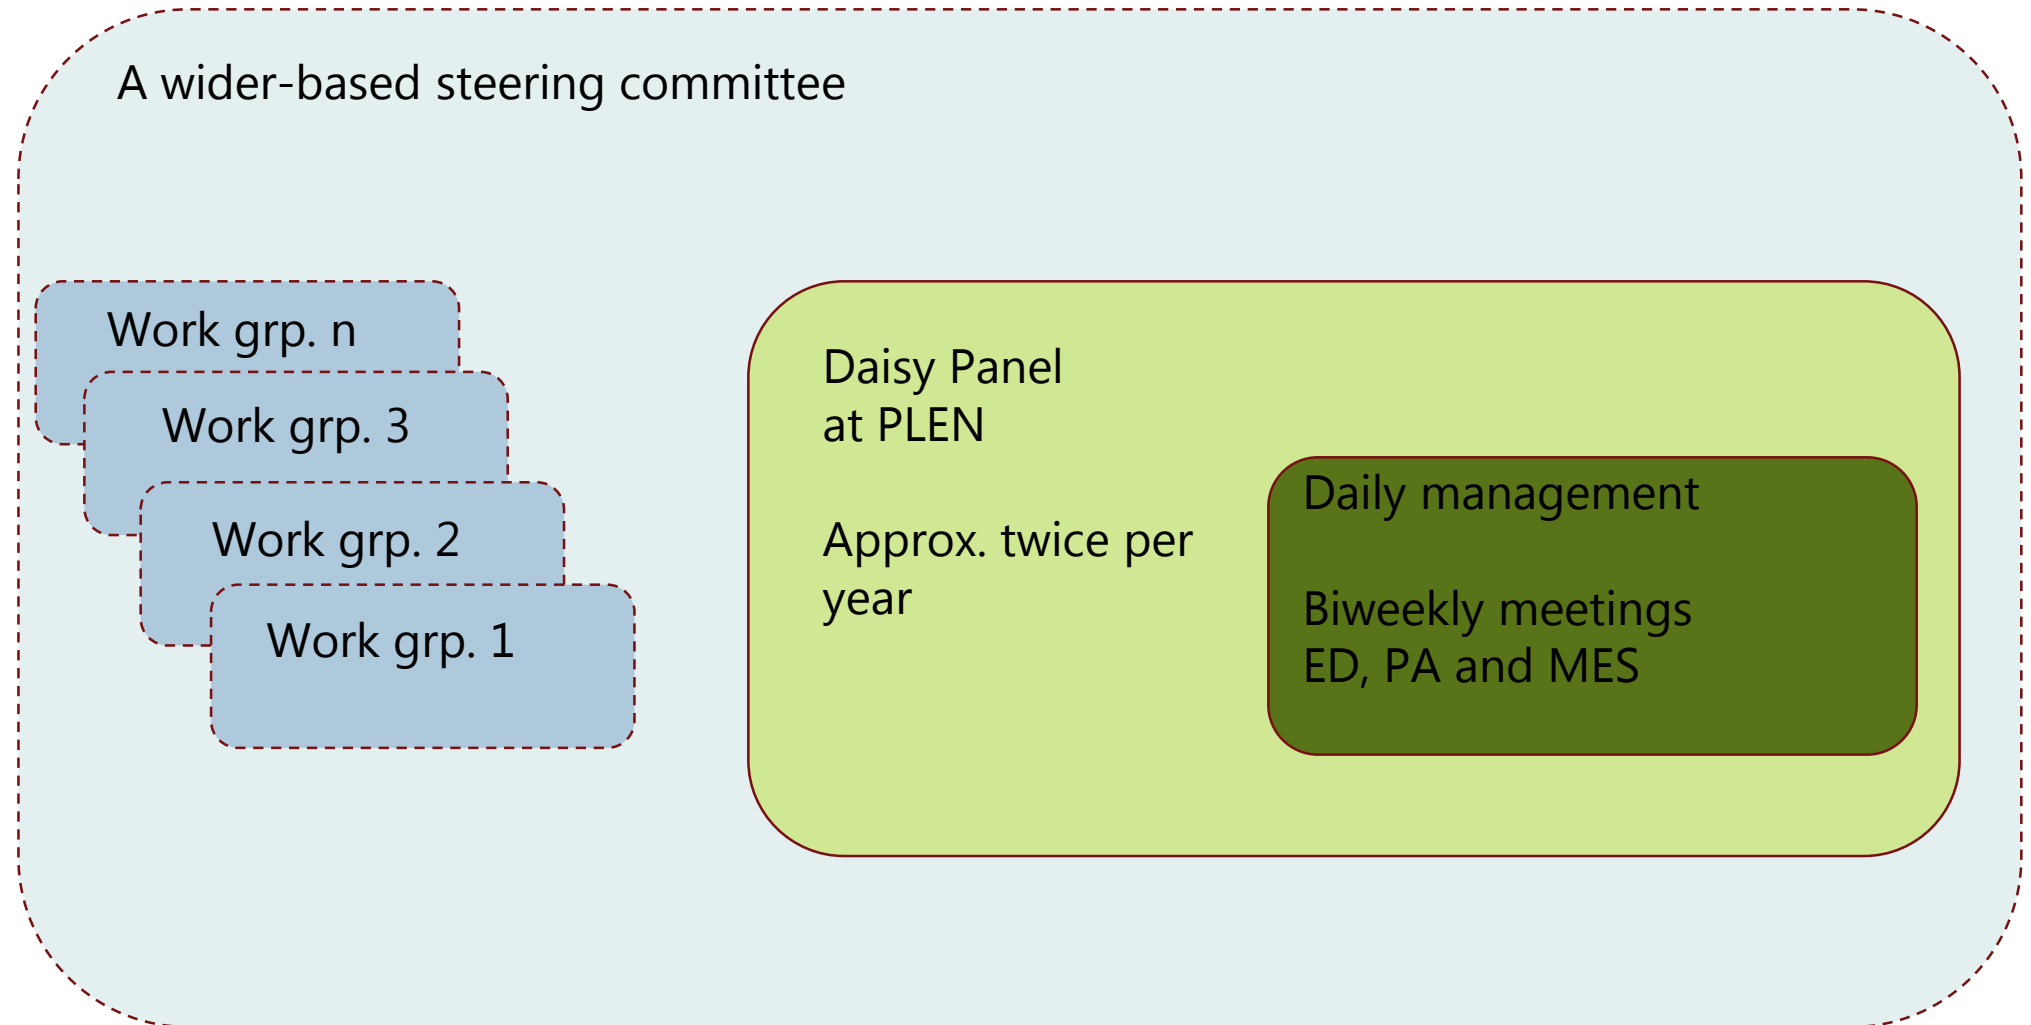 A wider-based steering committee
Work grp. n
Work grp. 3
Work grp. 2
Work grp. 1
Daisy Panel
at PLEN
Approx. twice per
year
Daily management
Biweekly meetings
ED, PA and MES